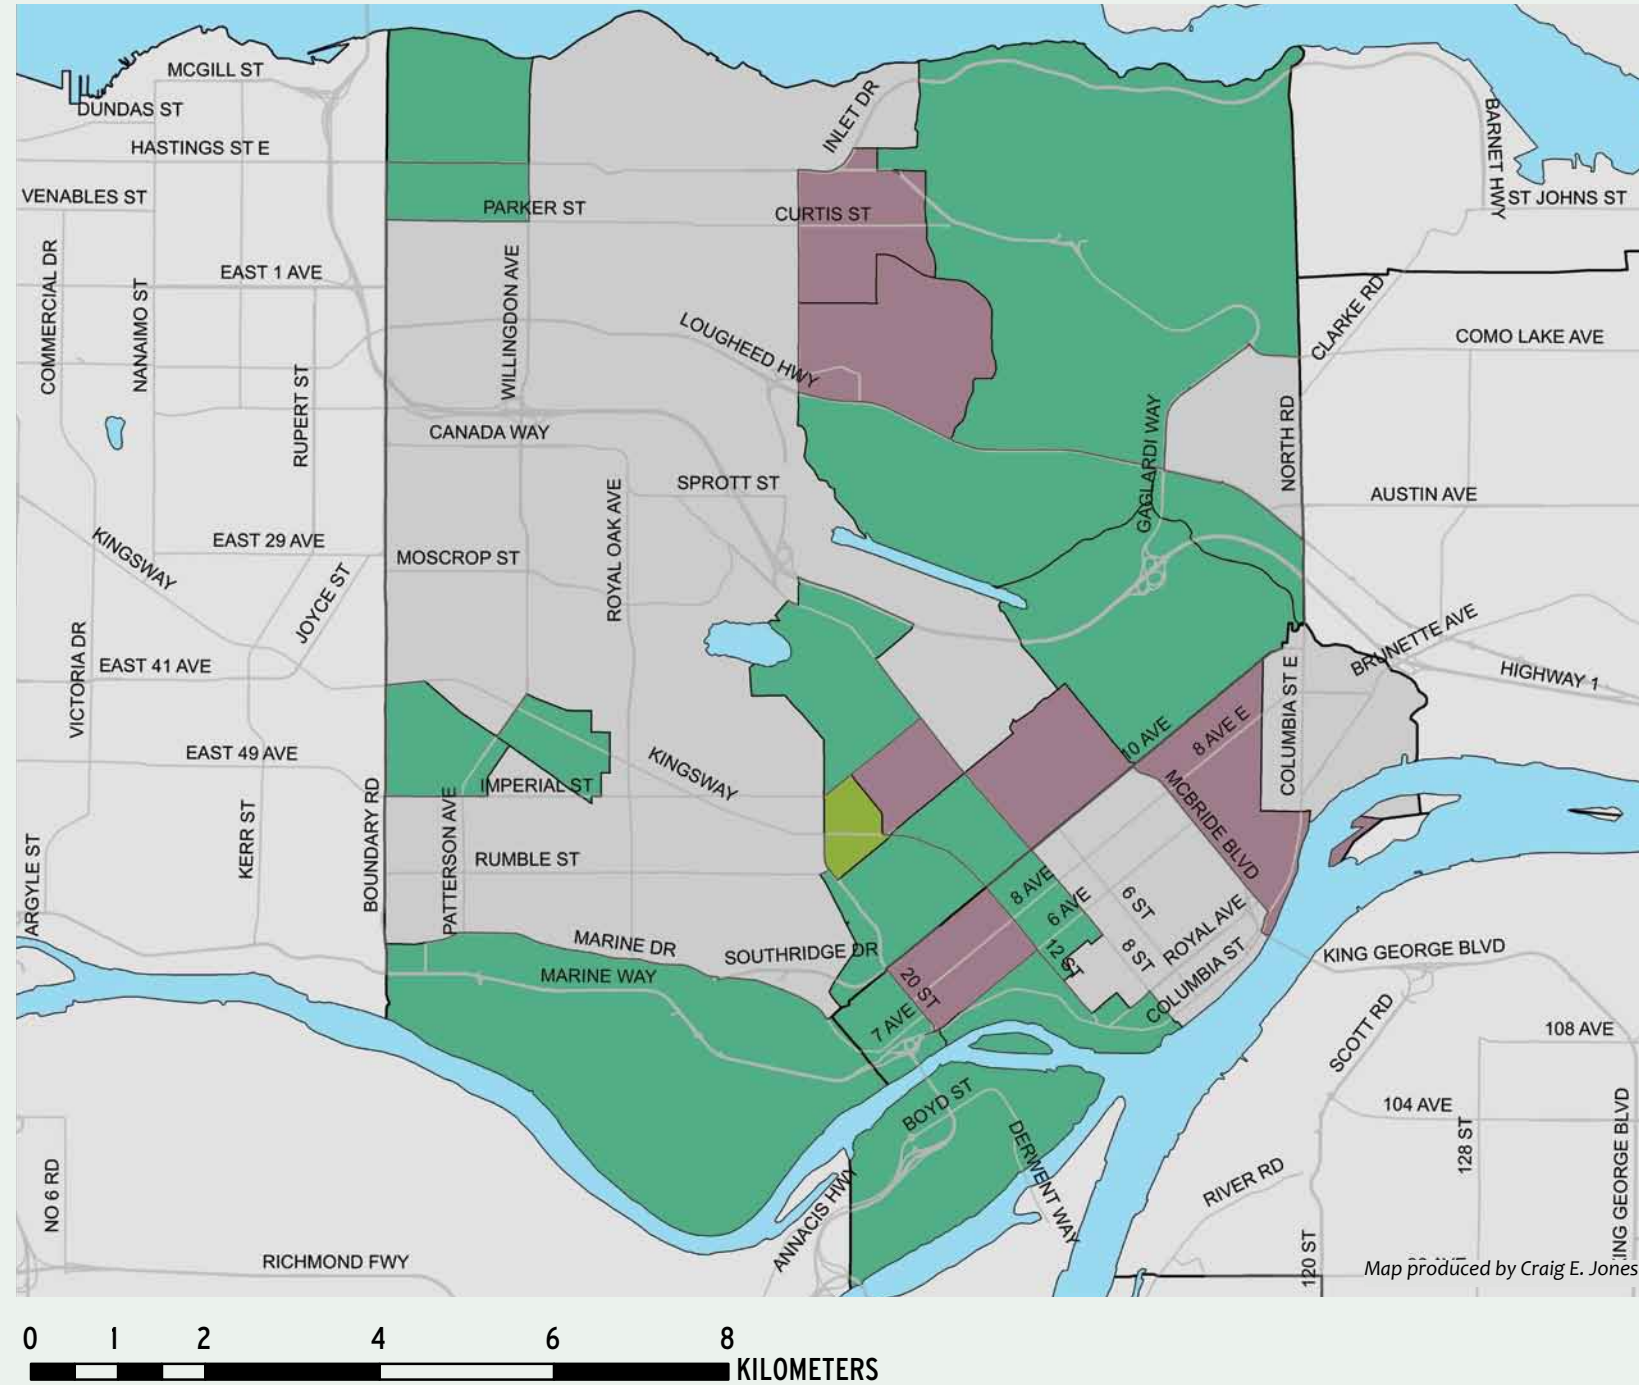 MCGILL ST
DUNDAS ST
HASTINGS ST E
VENABLES ST
INLET DR
BARNET HWY
ST JOHNS ST
PARKER ST
CURTIS ST
COMMERCIAL DR
NANAIMO ST
EAST 1 AVE
WILLINGDON AVE
LOUGHEED HWY
CLARKE RD
COMO LAKE AVE
RUPERT ST
CANADA WAY
GAGLARDI WAY
NORTH RD
SPROTT ST
AUSTIN AVE
KINGSWAY
EAST 29 AVE
JOYCE ST
MOSCROP ST
ROYAL OAK AVE
VICTORIA DR
EAST 41 AVE
BRUNETTE AVE
HIGHWAY 1
COLUMBIA ST E
EAST 49 AVE
KINGSWAY
10 AVE
8 AVE E
IMPERIAL ST
MCBRIDE BLVD
ARGYLE ST
KERR ST
BOUNDARY RD
PATTERSON AVE
RUMBLE ST
8 AVE
6 AVE
6 ST
ROYAL AVE
MARINE DR
SOUTHRIDGE DR
12 ST
8 ST
KING GEORGE BLVD
MARINE WAY
20 ST
7 AVE
COLUMBIA ST
SCOTT RD
108 AVE
BOYD ST
DERWENT WAY
104 AVE
128 ST
KING GEORGE BLVD
NO 6 RD
ANNACIS HWY
RIVER RD
RICHMOND FWY
120 ST
Map produced by Craig E. Jones
0 1 2 4 6 8
KILOMETERS